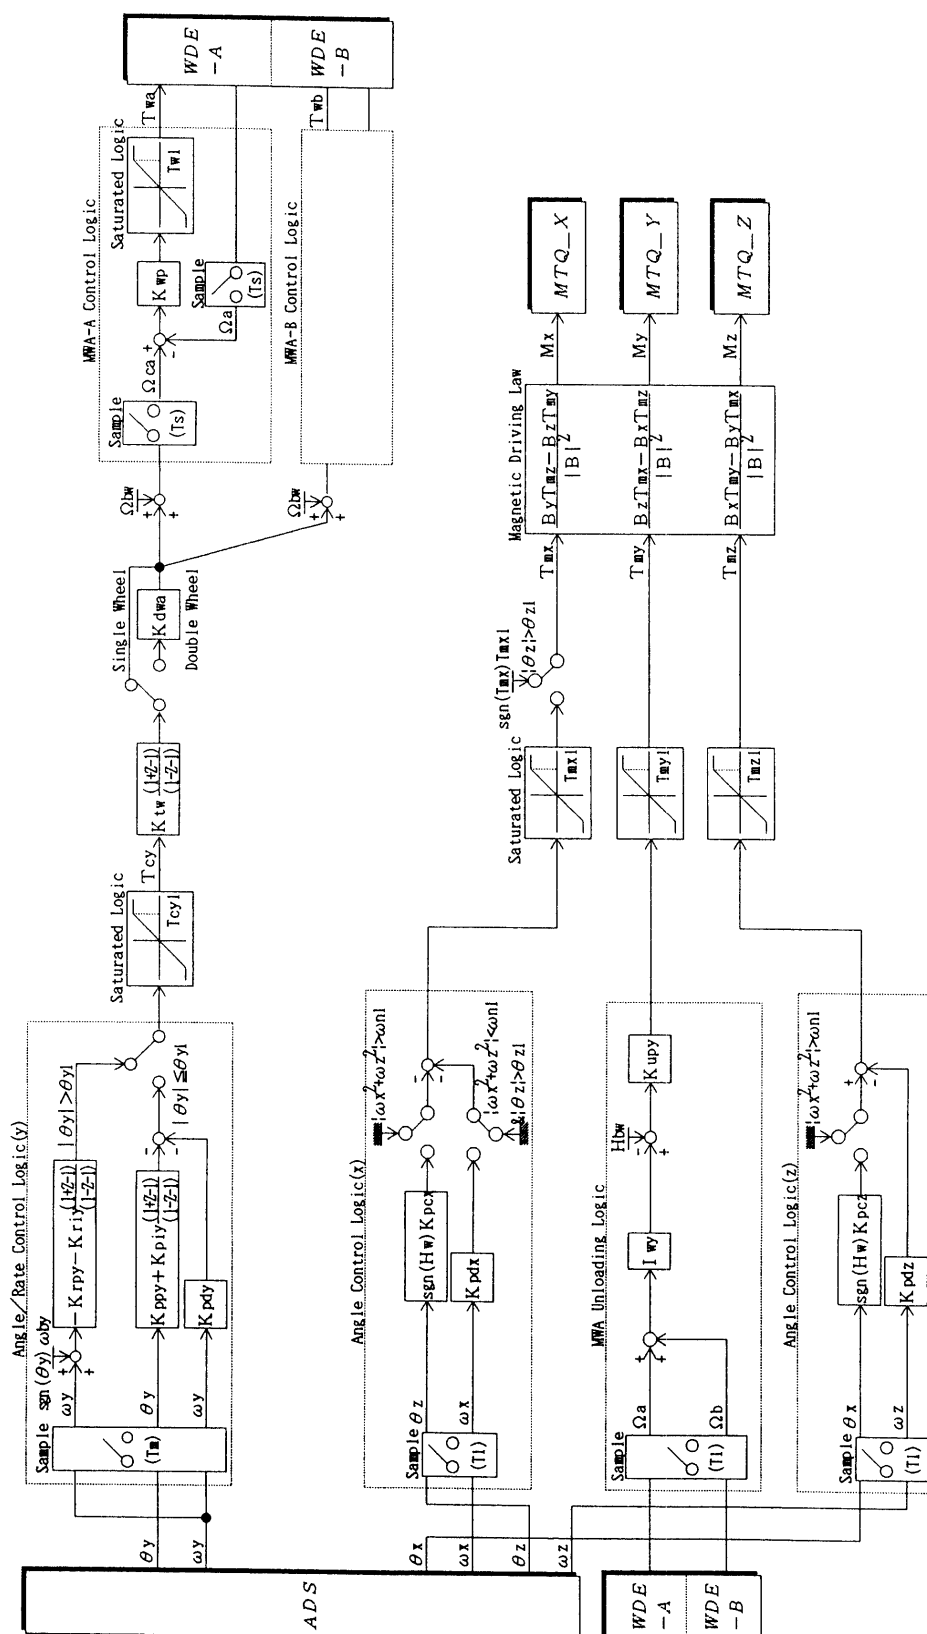 ADS
θy
ωy
θx
ωx
θz
ωz
WDE
-A
WDE
-B
Angle/Rate Control Logic(y)
Sample
(Tm)
sgn(θy)ωby
ωy
+
+
θy
ωy
-Krpy-Kriy (1+Z-1)
(1-Z-1)
Kppy+Kpiy (1+Z-1)
(1-Z-1)
Kpdy
-
-
|θy|>θyl
|θy|≦θyl
Saturated Logic
Tcyl
Tcy
Ktw (1+Z-1)
(1-Z-1)
Single Wheel
Kdwa
Double Wheel
Ωbw
+
+
Ωbw
+
+
MWA-A Control Logic
Sample
(Ts)
Ωca
+
-
Kwp
Saturated Logic
Twl
Sample
(Ts)
Ωa
Twa
MWA-B Control Logic
Twb
WDE
-A
WDE
-B
Angle Control Logic(x)
Sample
(Tl)
θz
ωx
sgn(Hw)Kpcx
Kpdx
|ωx²+ωz²|>ωnl
|ωx²+ωz²|<ωnl
&|θz|>θzl
-
-
Saturated Logic
Tmxl
sgn(Tmx)Tmxl
|θz|>θzl
Tmx
MWA Unloading Logic
Sample
(Tl)
Ωa
Ωb
+
+
Iwy
Hbw
-
+
Kupy
Tmyl
Tmy
Angle Control Logic(z)
Sample
(Tl)
θx
ωz
sgn(Hw)Kpcz
Kpdz
|ωx²+ωz²|>ωnl
+
-
Tmzl
Tmz
Magnetic Driving Law
ByTmz-BzTmy
|B|²
BzTmx-BxTmz
|B|²
BxTmy-ByTmx
|B|²
Mx
My
Mz
MTQ_X
MTQ_Y
MTQ_Z